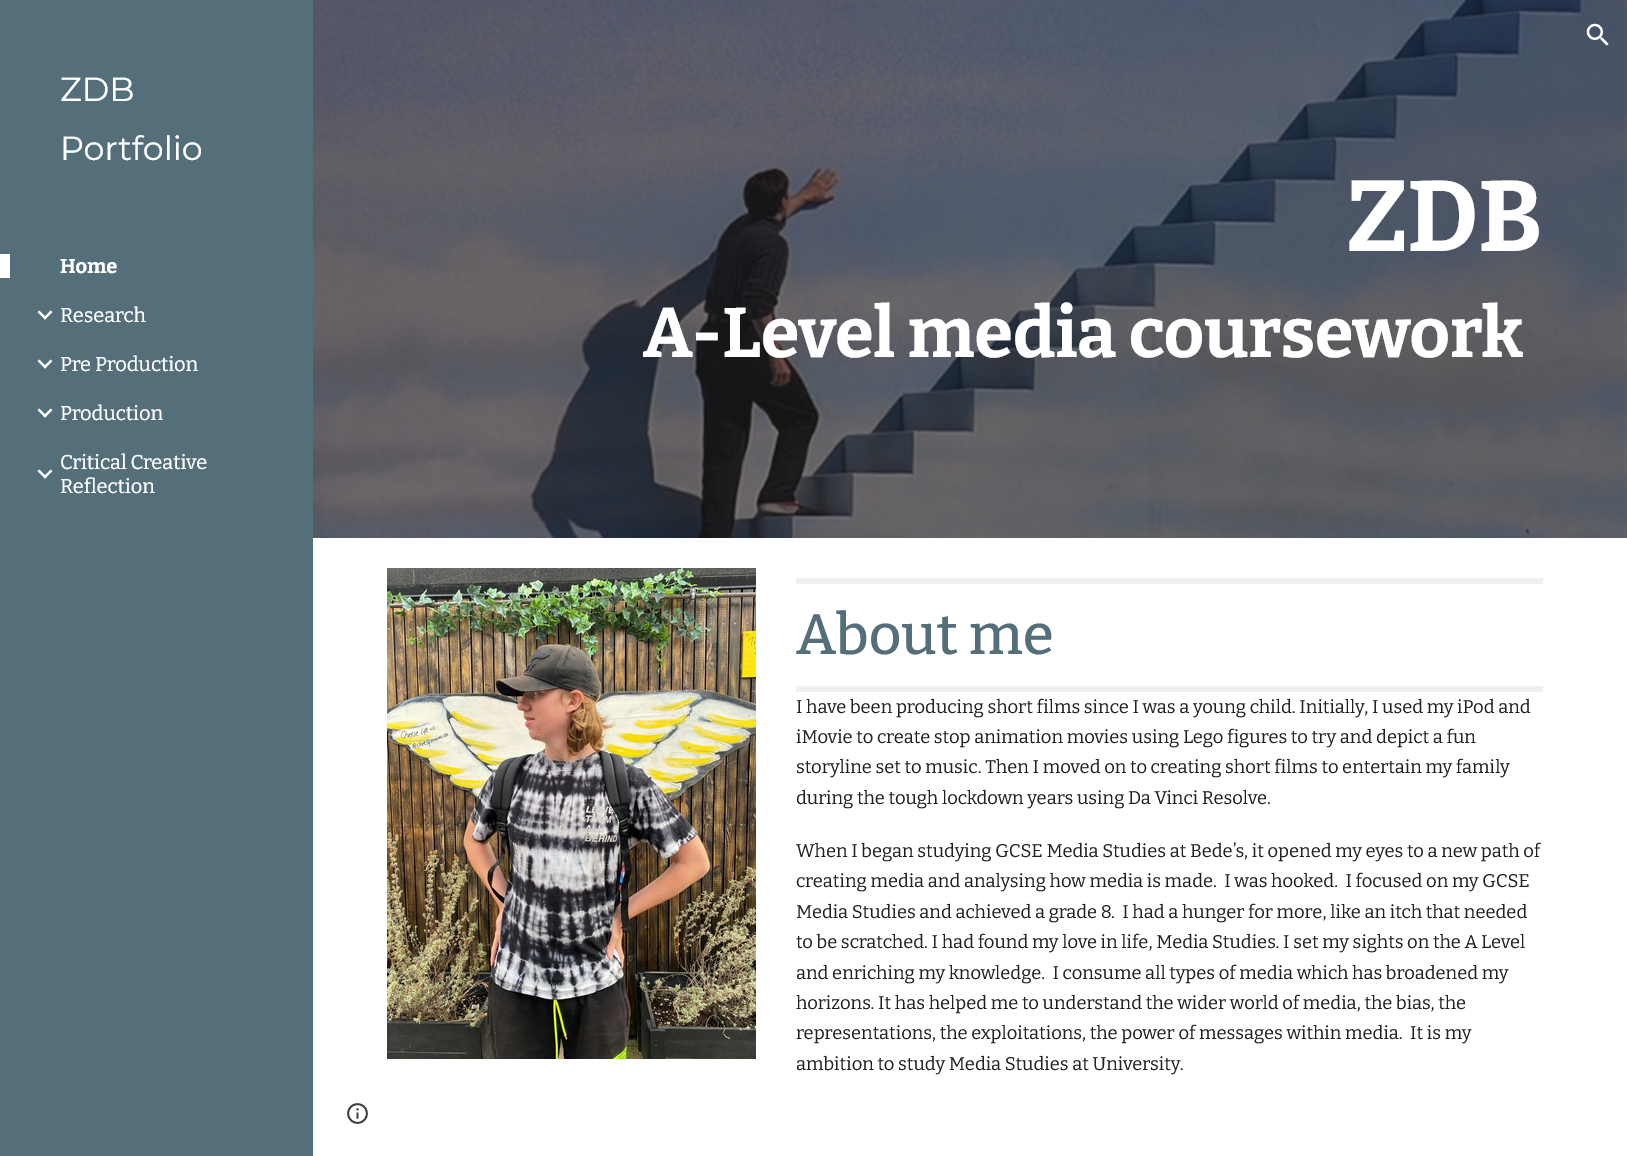 ZDB
Portfolio
Home
Research
Pre Production
Production
Critical Creative
Reflection
ZDB
A-Level media coursework
About me
I have been producing short films since I was a young child. Initially, I used my iPod and
iMovie to create stop animation movies using Lego figures to try and depict a fun
storyline set to music. Then I moved on to creating short films to entertain my family
during the tough lockdown years using Da Vinci Resolve.
When I began studying GCSE Media Studies at Bede’s, it opened my eyes to a new path of
creating media and analysing how media is made.  I was hooked.  I focused on my GCSE
Media Studies and achieved a grade 8.  I had a hunger for more, like an itch that needed
to be scratched. I had found my love in life, Media Studies. I set my sights on the A Level
and enriching my knowledge.  I consume all types of media which has broadened my
horizons. It has helped me to understand the wider world of media, the bias, the
representations, the exploitations, the power of messages within media.  It is my
ambition to study Media Studies at University.
BEHIND